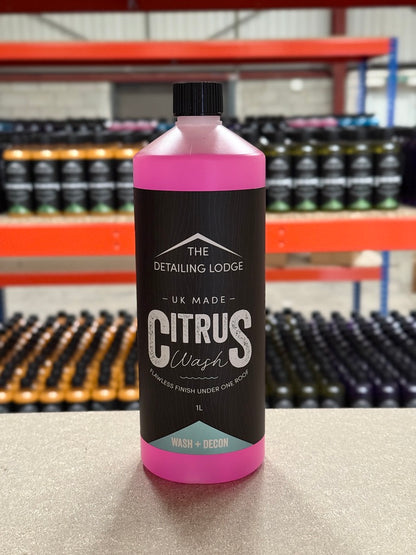 THE
DETAILING LODGE
– UK MADE –
CITRUS
Wash
FLAWLESS FINISH UNDER ONE ROOF
1L
WASH + DECON